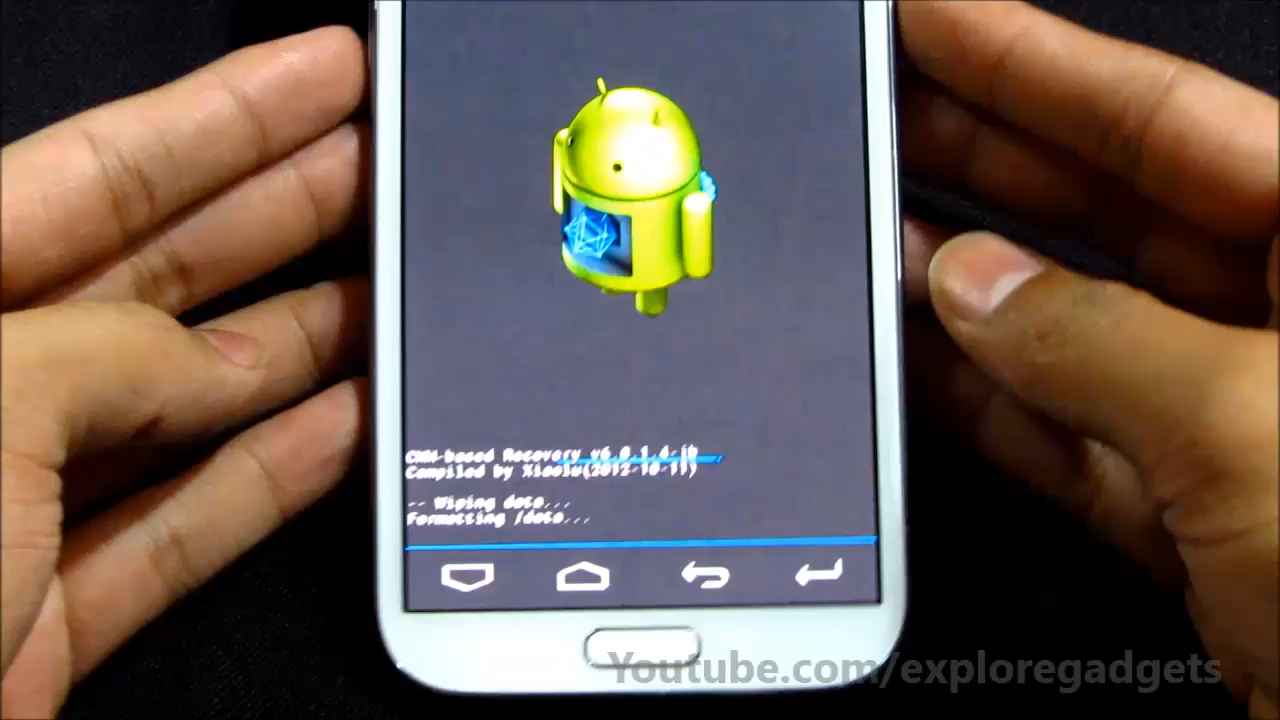 CWM-based Recovery v6.0.1.4-jb
Compiled by Xiaolu(2012-10-11)
-- Wiping data...
Formatting /data...
Youtube.com/exploregadgets